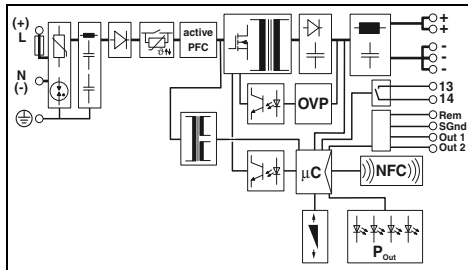 (+)
L
N
(-)
active
PFC
ϑ
+
+
-
-
-
OVP
13
14
Rem
SGnd
Out 1
Out 2
μC
NFC
P Out